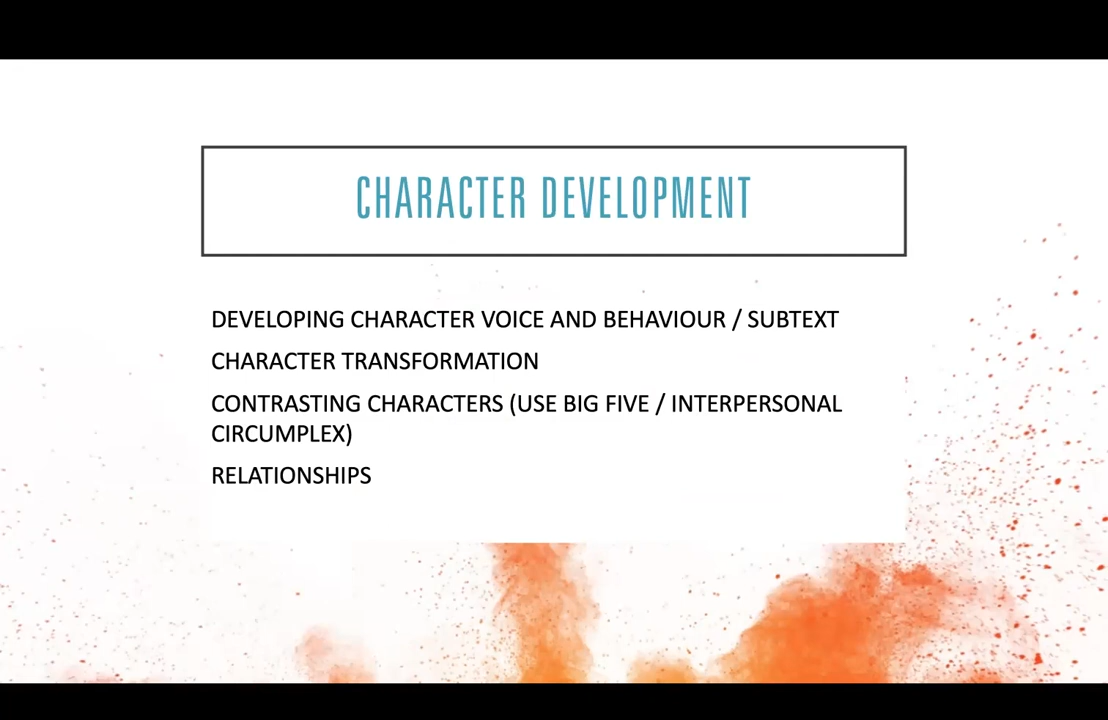 CHARACTER DEVELOPMENT
DEVELOPING CHARACTER VOICE AND BEHAVIOUR / SUBTEXT
CHARACTER TRANSFORMATION
CONTRASTING CHARACTERS (USE BIG FIVE / INTERPERSONAL
CIRCUMPLEX)
RELATIONSHIPS